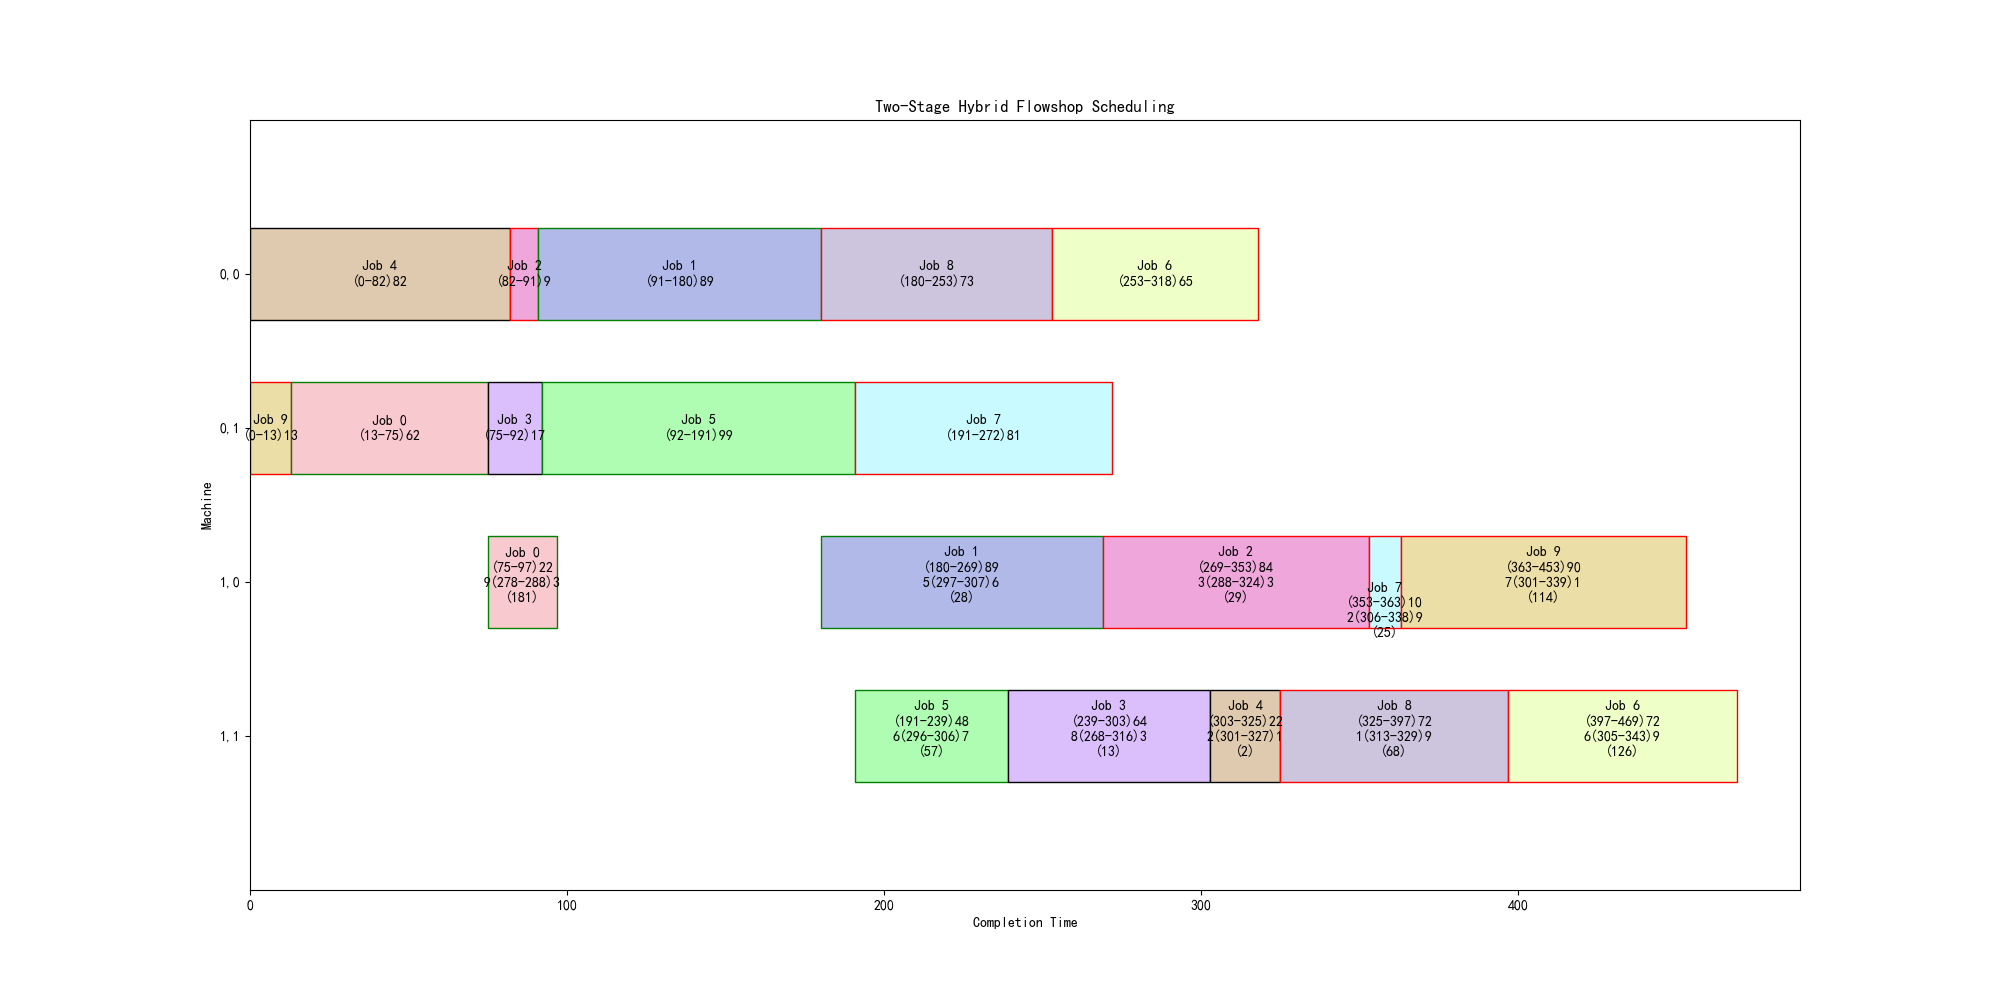 Two-Stage Hybrid Flowshop Scheduling
Machine
0,0
Job 4
(0-82)82
Job 2
(82-91)9
Job 1
(91-180)89
Job 8
(180-253)73
Job 6
(253-318)65
0,1
Job 9
(0-13)13
Job 0
(13-75)62
Job 3
(75-92)17
Job 5
(92-191)99
Job 7
(191-272)81
1,0
Job 0
(75-97)22
9(278-288)3
(181)
Job 1
(180-269)89
5(297-307)6
(28)
Job 2
(269-353)84
3(288-324)3
(29)
Job 7
(353-363)10
2(306-338)9
(25)
Job 9
(363-453)90
7(301-339)1
(114)
1,1
Job 5
(191-239)48
6(296-306)7
(57)
Job 3
(239-303)64
8(268-316)3
(13)
Job 4
(303-325)22
2(301-327)1
(2)
Job 8
(325-397)72
1(313-329)9
(68)
Job 6
(397-469)72
6(305-343)9
(126)
0
100
200
300
400
Completion Time